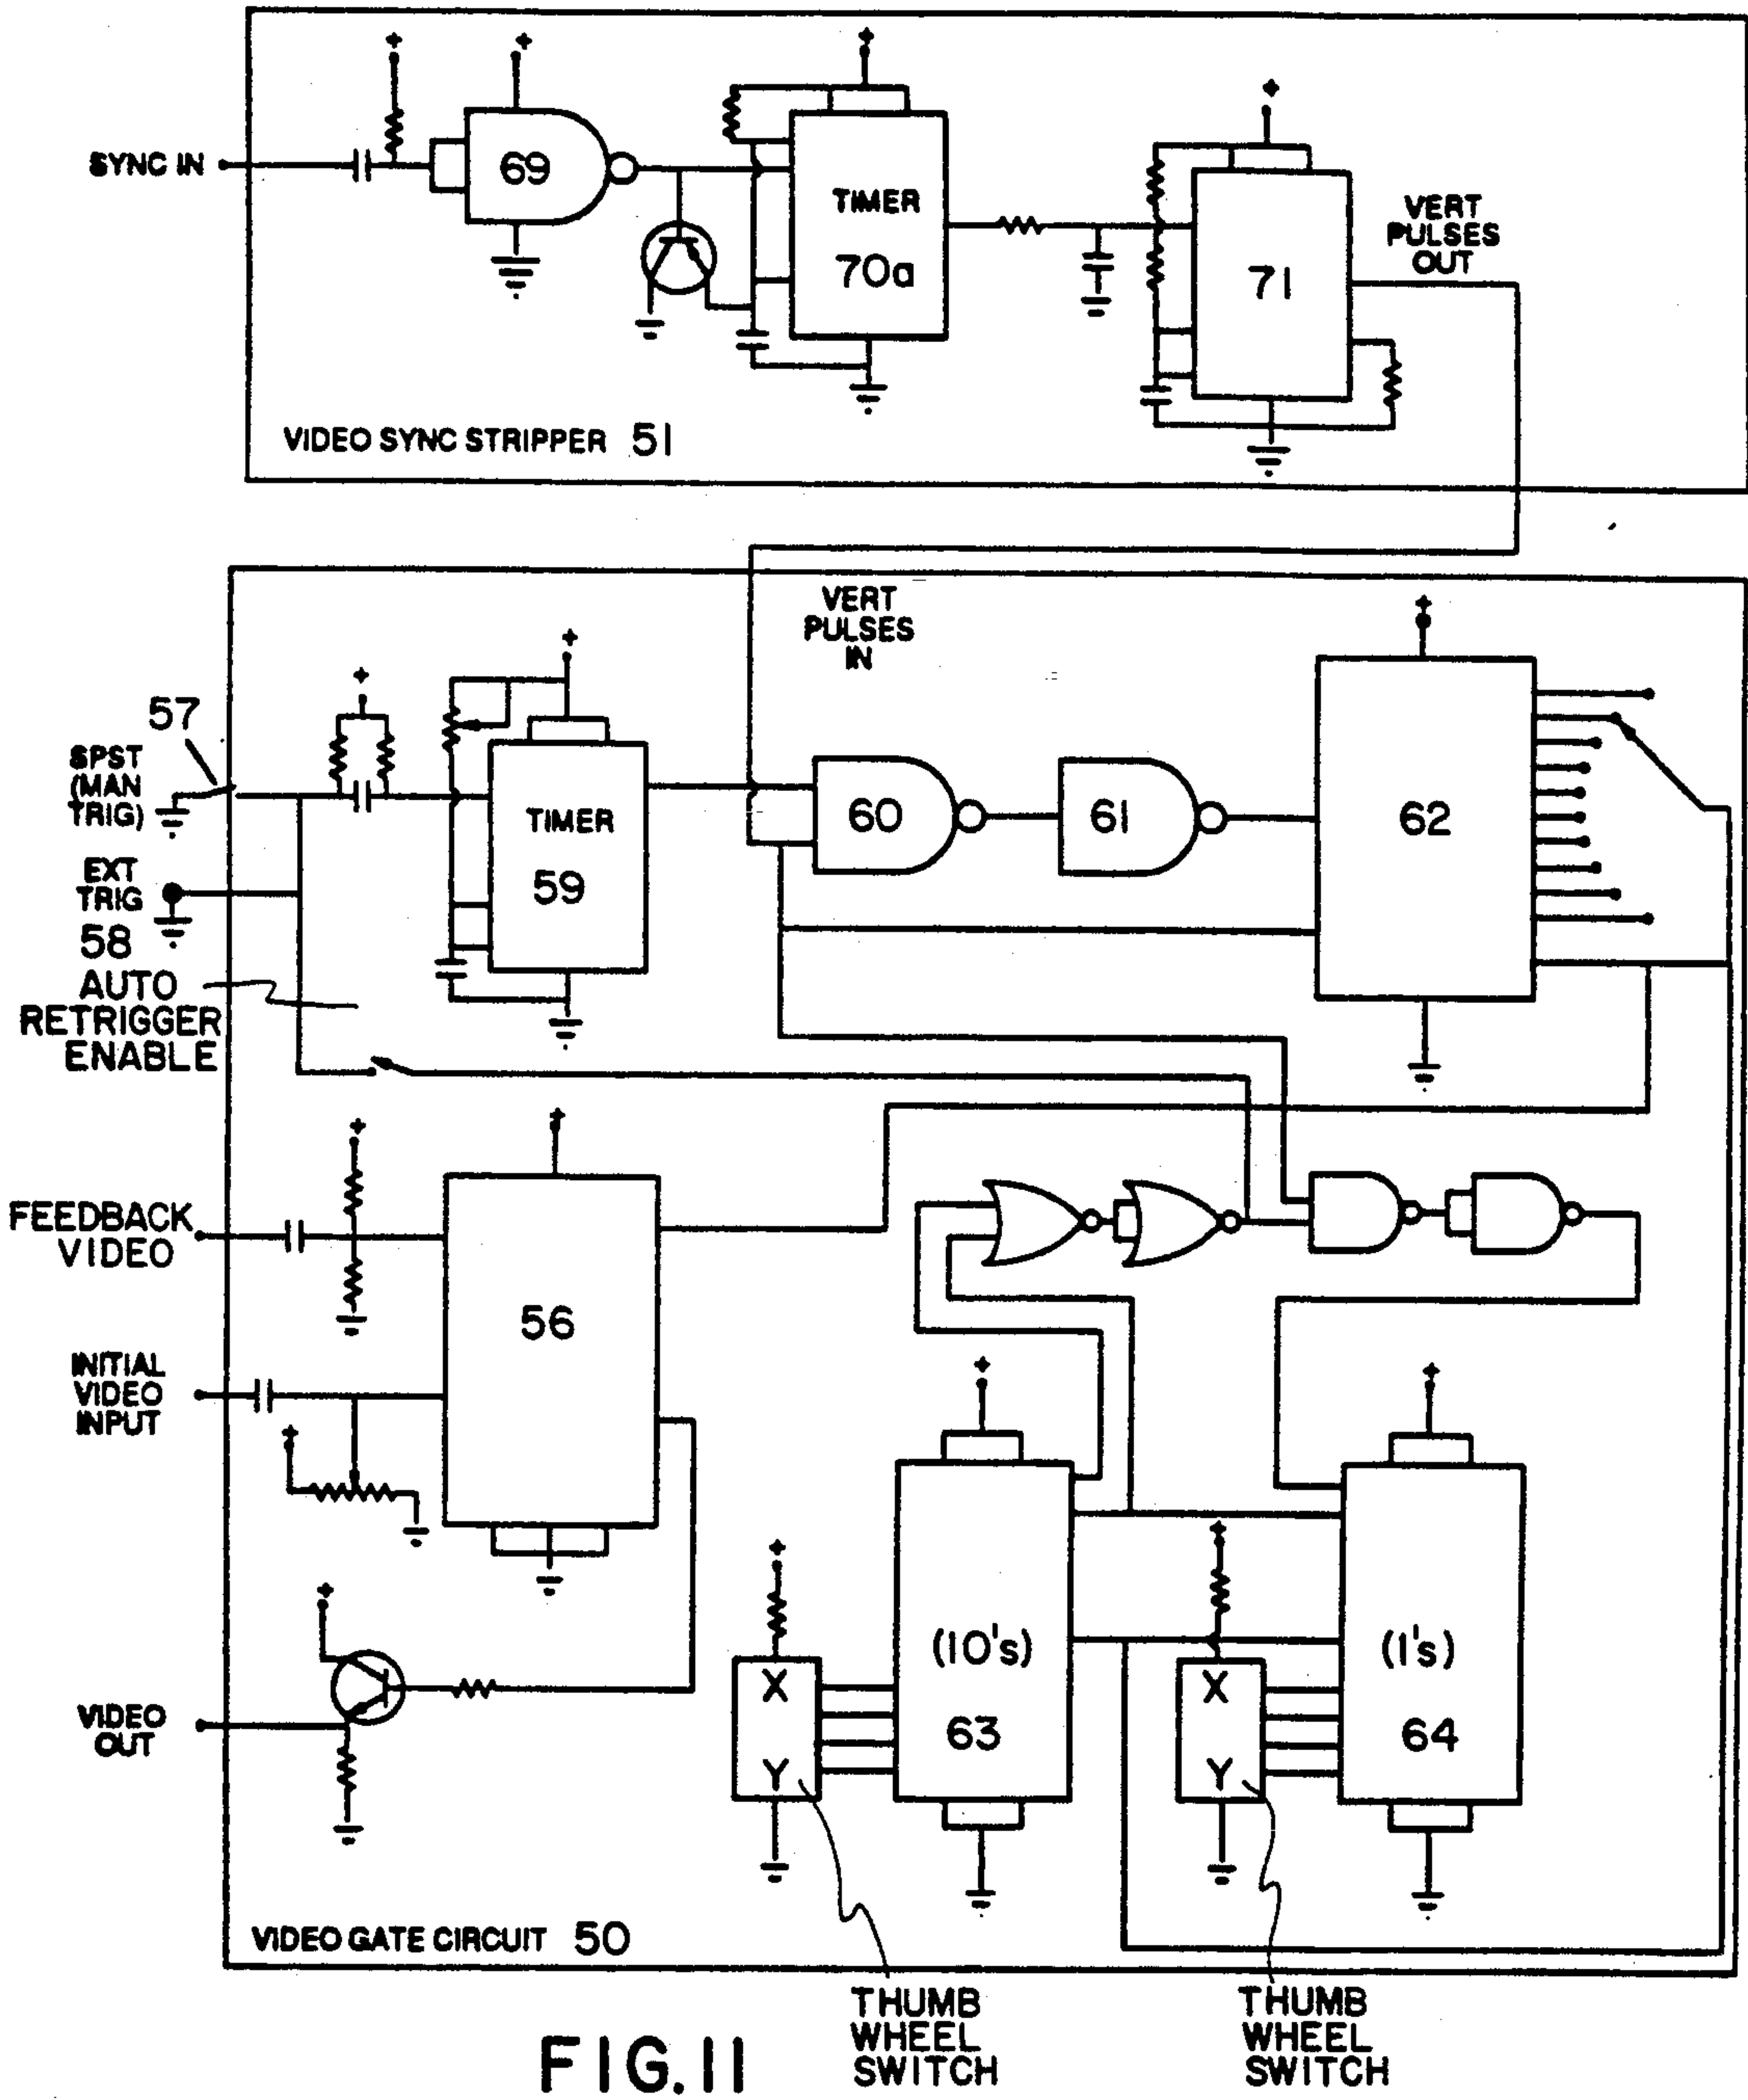 +
+
+
+
SYNC IN
69
TIMER
70a
71
VERT
PULSES
OUT
VIDEO SYNC STRIPPER 51
VERT
PULSES
IN
+
+
+
57
SPST
(MAN
TRIG)
TIMER
59
60
61
62
EXT
TRIG
58
AUTO
RETRIGGER
ENABLE
+
+
FEEDBACK
VIDEO
56
INITIAL
VIDEO
INPUT
+
+
+
+
+
+
VIDEO
OUT
X
Y
(10's)
63
X
Y
(1's)
64
VIDEO GATE CIRCUIT 50
THUMB
WHEEL
SWITCH
THUMB
WHEEL
SWITCH
FIG.11